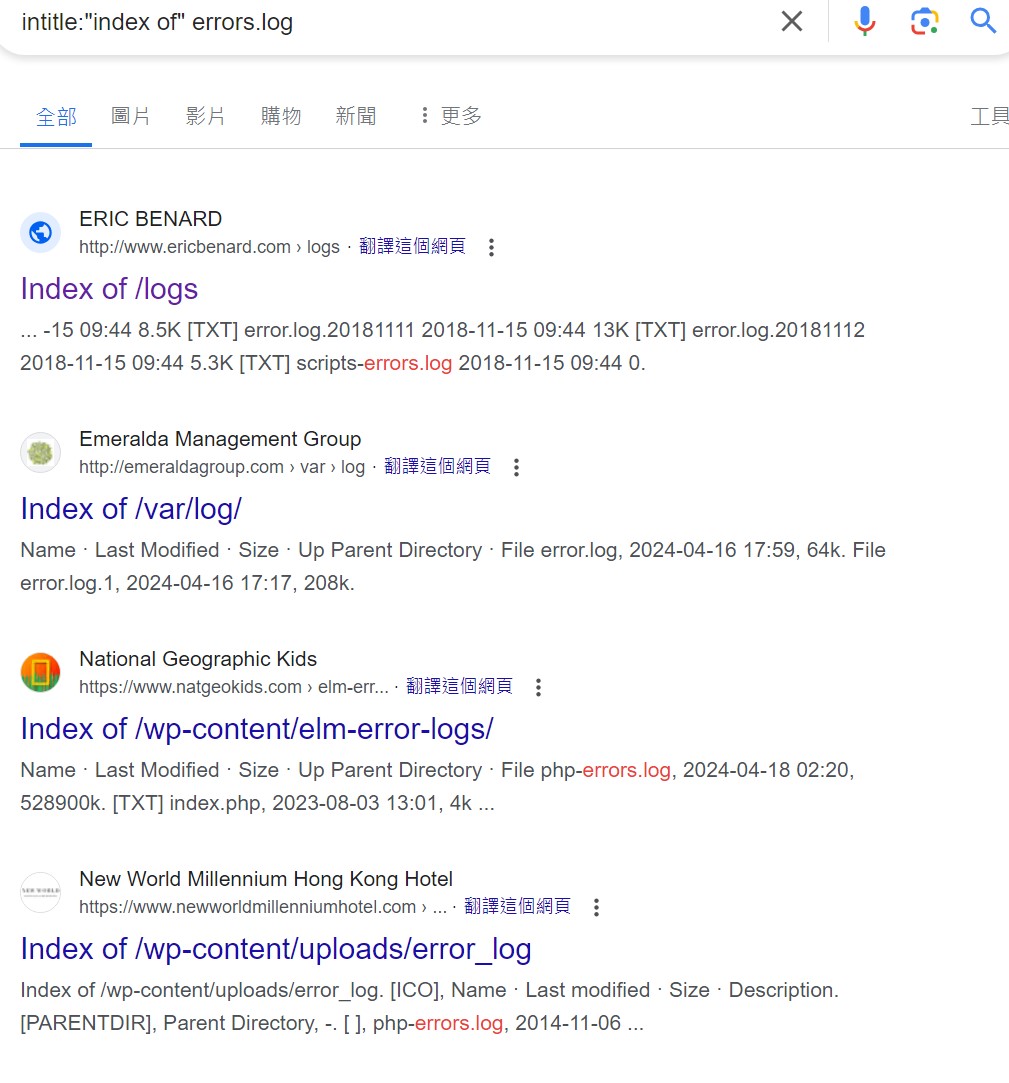 intitle:"index of" errors.log
全部 圖片 影片 購物 新聞 更多 工具
ERIC BENARD
http://www.ericbenard.com › logs · 翻譯這個網頁
Index of /logs
... -15 09:44 8.5K [TXT] error.log.20181111 2018-11-15 09:44 13K [TXT] error.log.20181112
2018-11-15 09:44 5.3K [TXT] scripts-errors.log 2018-11-15 09:44 0.
Emeralda Management Group
http://emeraldagroup.com › var › log · 翻譯這個網頁
Index of /var/log/
Name · Last Modified · Size · Up Parent Directory · File error.log, 2024-04-16 17:59, 64k. File
error.log.1, 2024-04-16 17:17, 208k.
National Geographic Kids
https://www.natgeokids.com › elm-err... · 翻譯這個網頁
Index of /wp-content/elm-error-logs/
Name · Last Modified · Size · Up Parent Directory · File php-errors.log, 2024-04-18 02:20,
528900k. [TXT] index.php, 2023-08-03 13:01, 4k ...
New World Millennium Hong Kong Hotel
NEW WORLD
https://www.newworldmillenniumhotel.com › ... · 翻譯這個網頁
Index of /wp-content/uploads/error_log
Index of /wp-content/uploads/error_log. [ICO], Name · Last modified · Size · Description.
[PARENTDIR], Parent Directory, -. [ ], php-errors.log, 2014-11-06 ...